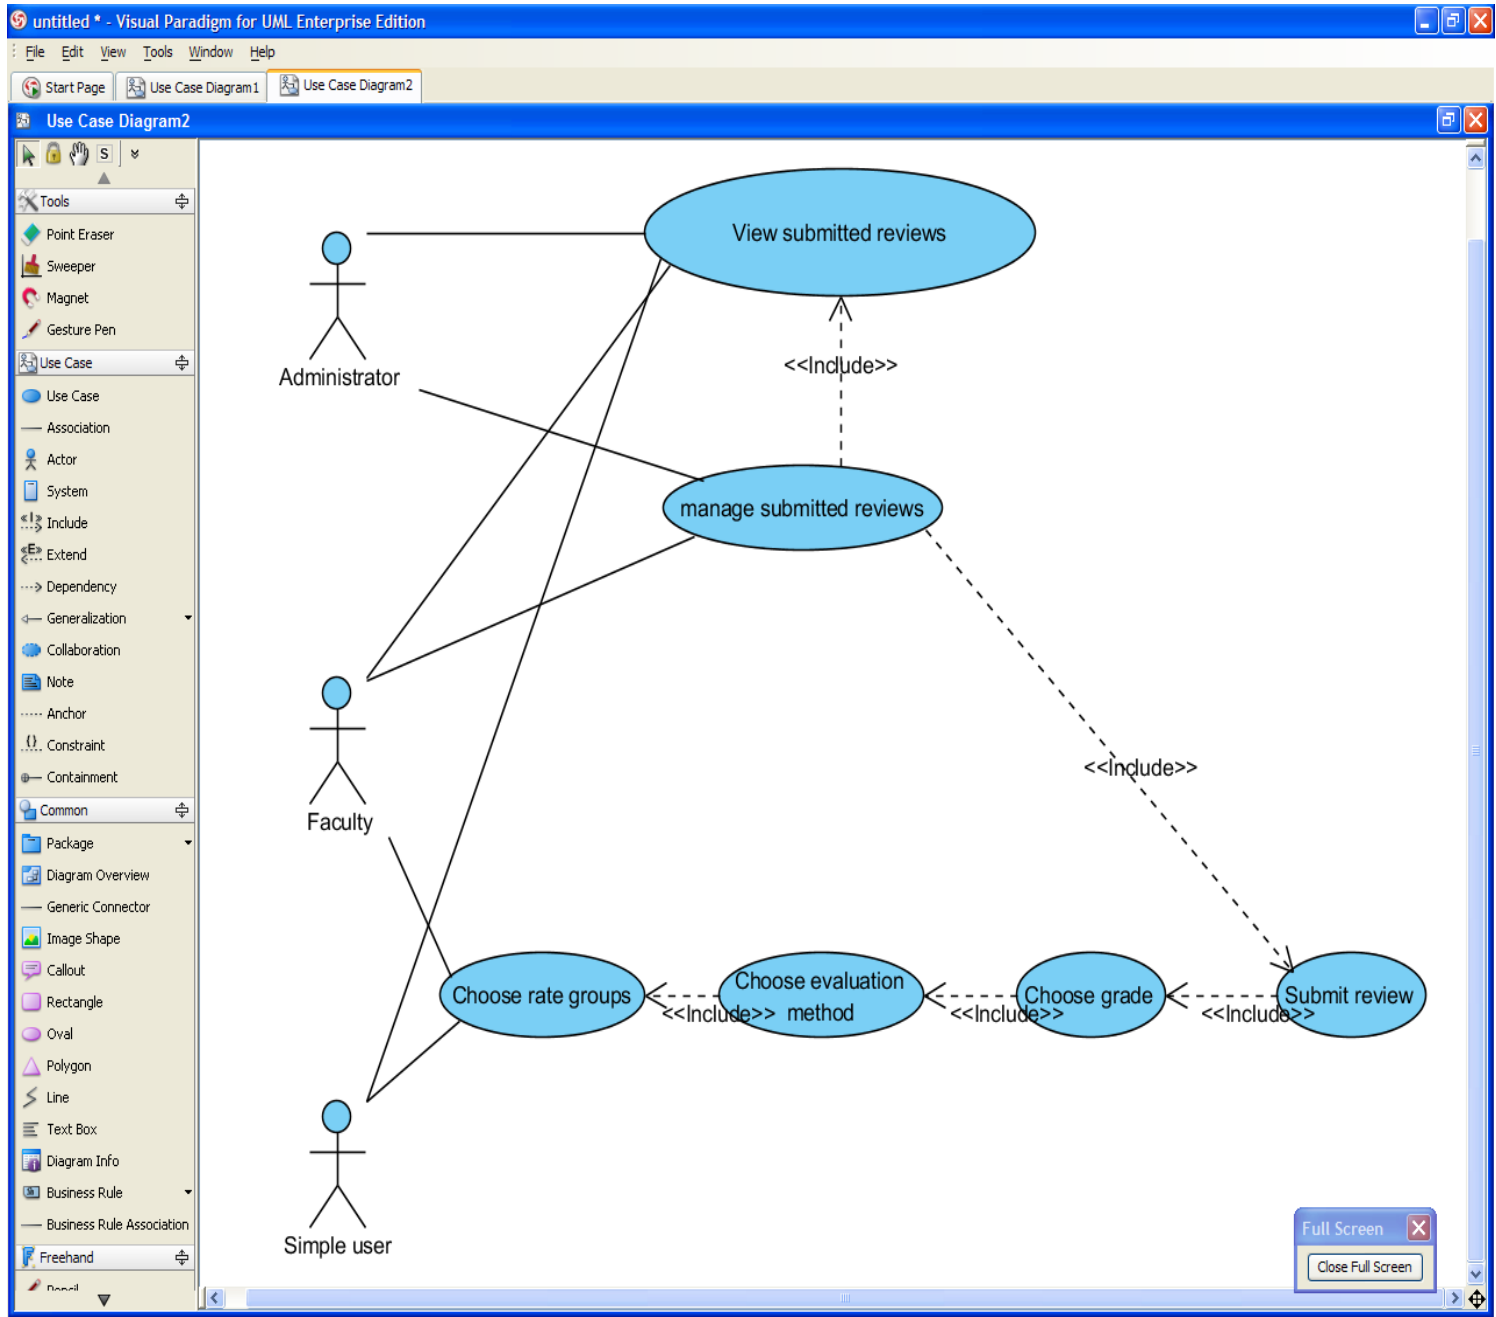 untitled * - Visual Paradigm for UML Enterprise Edition
File Edit View Tools Window Help
Start Page Use Case Diagram1 Use Case Diagram2
Use Case Diagram2
S
Tools
Point Eraser
Sweeper
Magnet
Gesture Pen
Use Case
Use Case
Association
Actor
System
Include
Extend
Dependency
Generalization
Collaboration
Note
Anchor
Constraint
Containment
Common
Package
Diagram Overview
Generic Connector
Image Shape
Callout
Rectangle
Oval
Polygon
Line
Text Box
Diagram Info
Business Rule
Business Rule Association
Freehand
Pencil
View submitted reviews
Administrator
<<Include>>
manage submitted reviews
<<Include>>
Faculty
Choose rate groups
<<Include>>
Choose evaluation
method
<<Include>>
Choose grade
<<Include>>
Submit review
Simple user
Full Screen
Close Full Screen